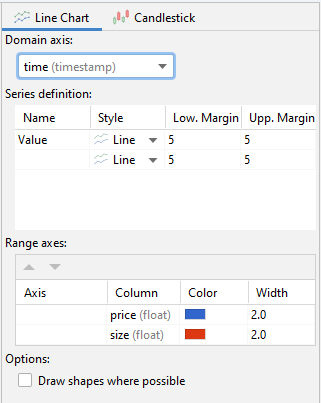 Line Chart Candlestick
Domain axis:
time (timestamp)
Series definition:
Name Style Low. Margin Upp. Margin
Value Line 5 5
Line 5 5
Range axes:
Axis Column Color Width
price (float) 2.0
size (float) 2.0
Options:
Draw shapes where possible